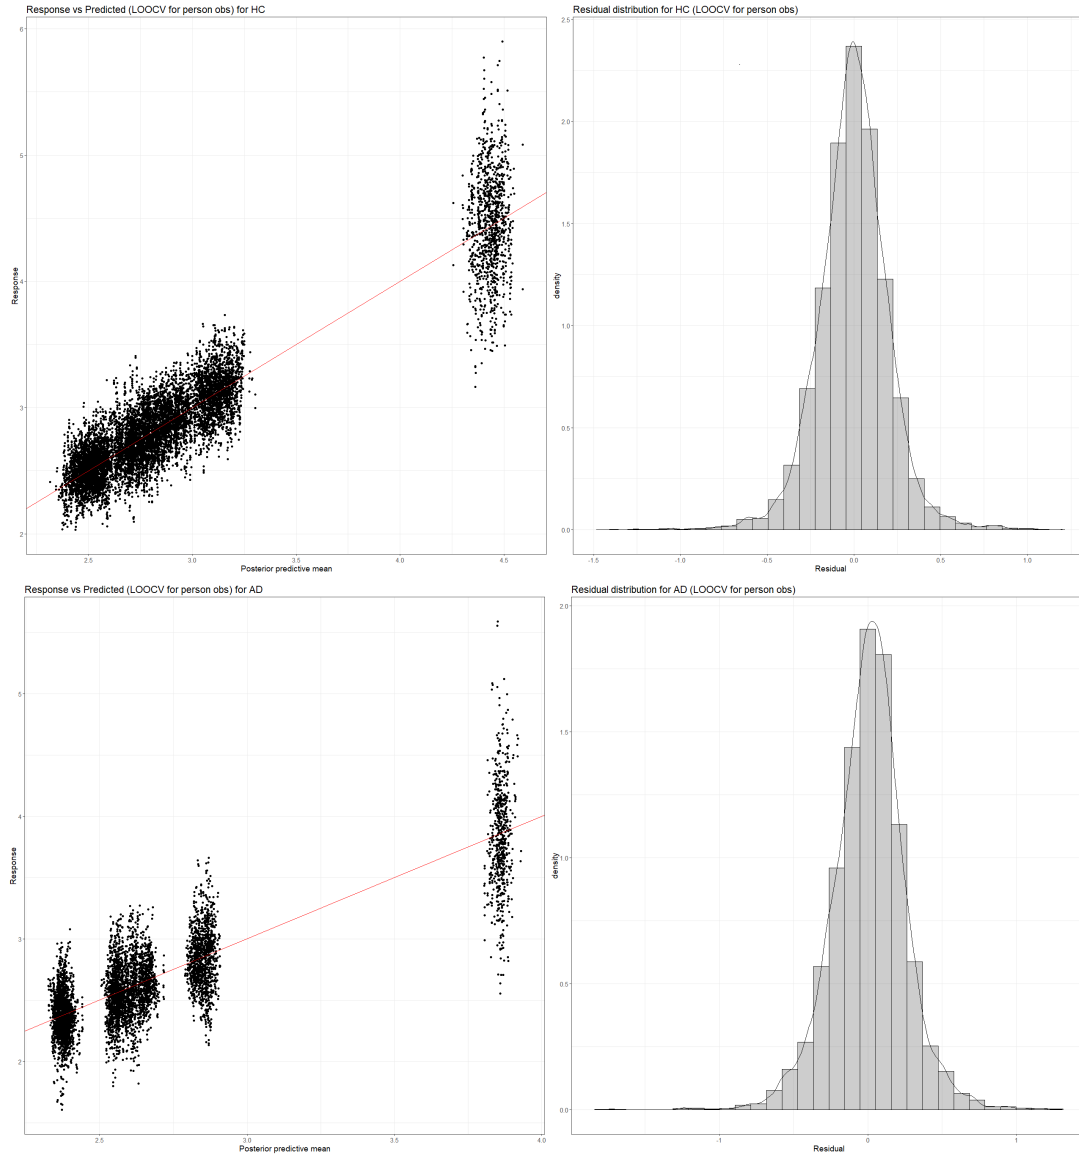 Response vs Predicted (LOOCV for person obs) for HC
6
5
4
3
2
Response
2.5 3.0 3.5 4.0 4.5
Posterior predictive mean
Residual distribution for HC (LOOCV for person obs)
2.5
2.0
1.5
1.0
0.5
0.0
density
-1.5 -1.0 -0.5 0.0 0.5 1.0
Residual
Response vs Predicted (LOOCV for person obs) for AD
5
4
3
2
Response
2.5 3.0 3.5 4.0
Posterior predictive mean
Residual distribution for AD (LOOCV for person obs)
2.0
1.5
1.0
0.5
0.0
density
-1 0 1
Residual